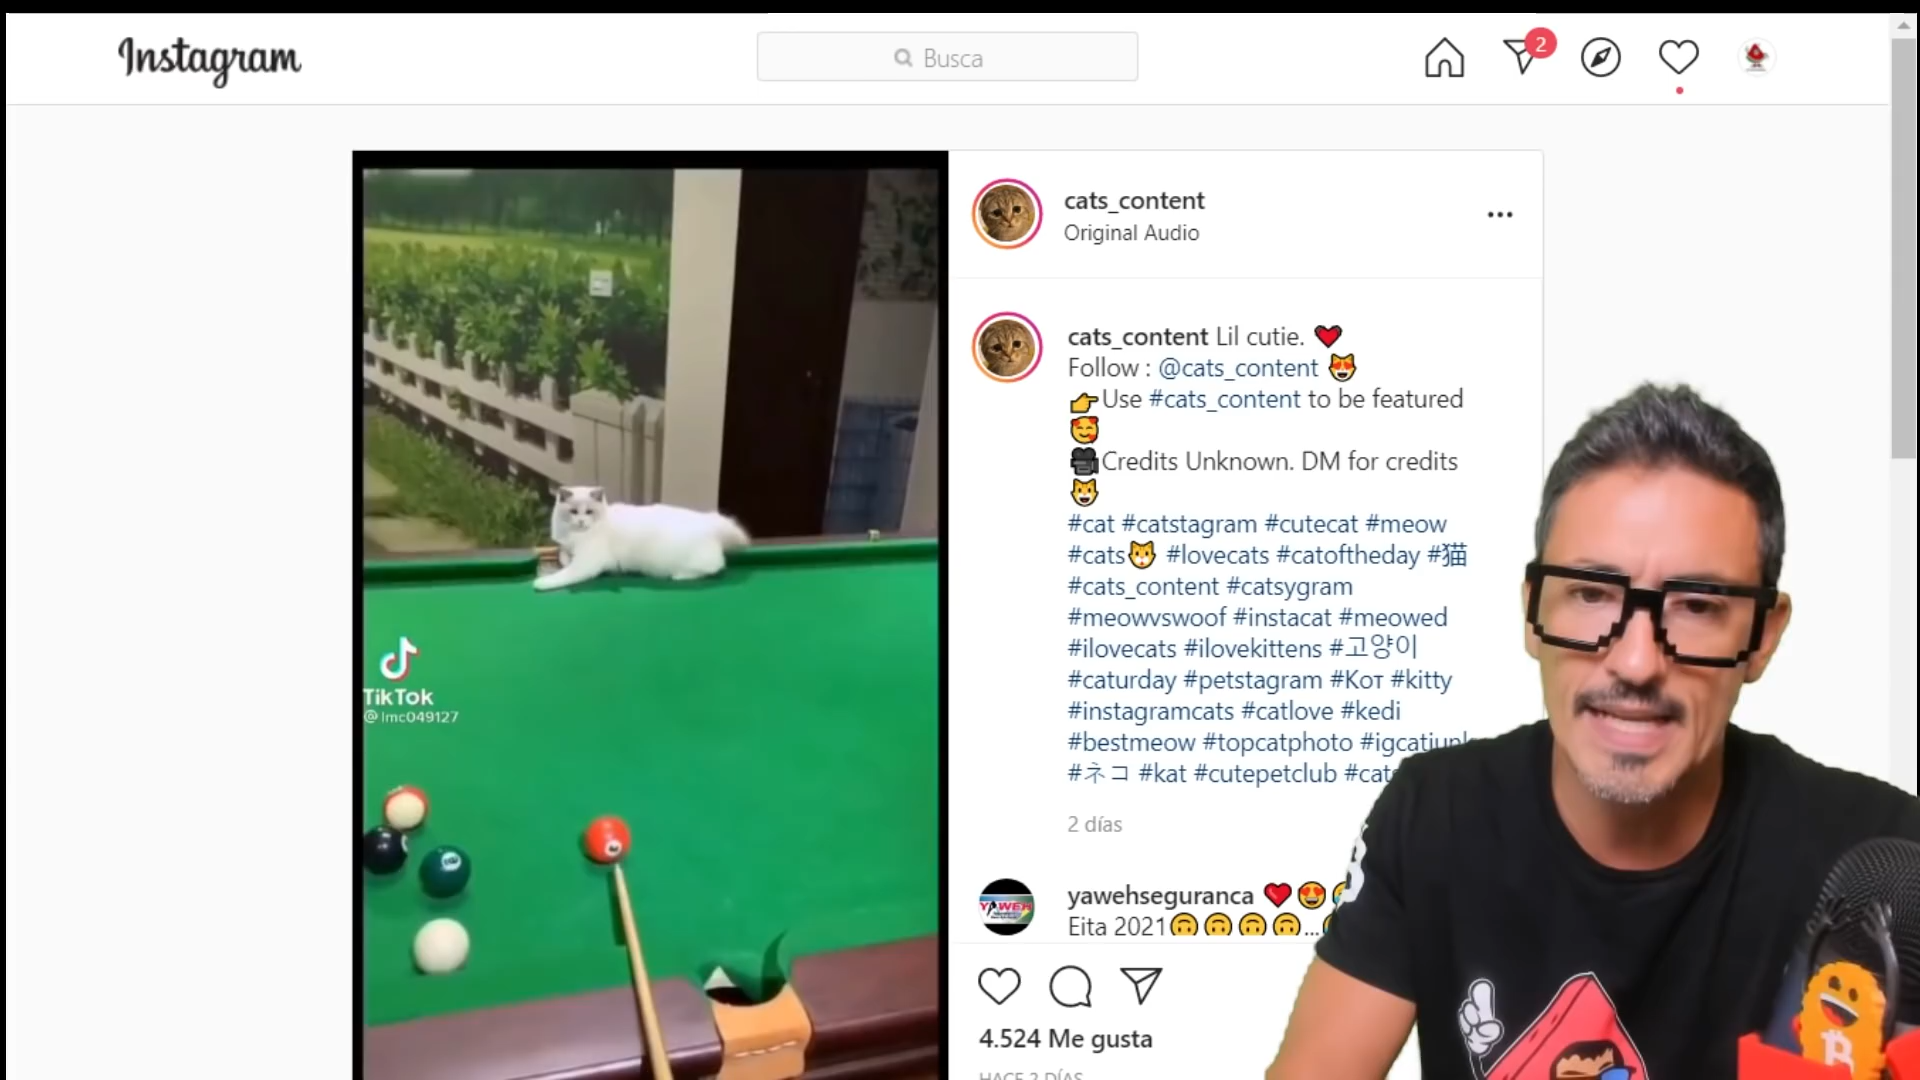 Instagram
Busca
2
cats_content
Original Audio
cats_content Lil cutie.
Follow : @cats_content
Use #cats_content to be featured
Credits Unknown. DM for credits
#cat #catstagram #cutecat #meow
#cats #lovecats #catoftheday #猫
#cats_content #catsygram
#meowvswoof #instacat #meowed
#ilovecats #ilovekittens #고양이
#caturday #petstagram #Кот #kitty
#instagramcats #catlove #kedi
#bestmeow #topcatphoto
#ネコ #kat #cutepetclub
2 días
yawehseguranca
Eita 2021 ...
4.524 Me gusta
HACE 2 DÍAS
TikTok
@lmc049127
B